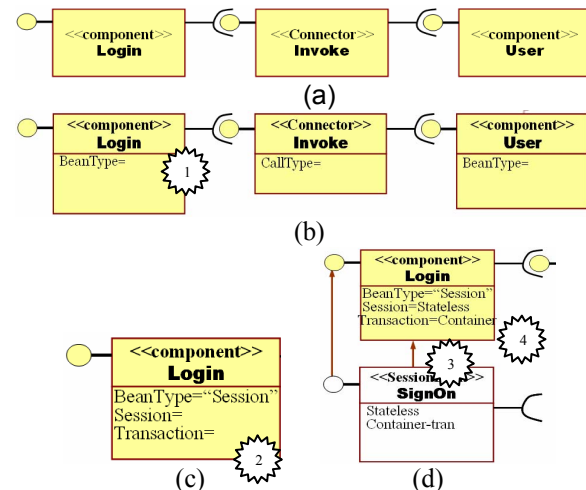 <<component>> <<Connector>> <<component>>
Login Invoke User
(a)
<<component>> <<Connector>> <<component>>
Login Invoke User
BeanType= CallType= BeanType=
1
(b)
<<component>>
Login
BeanType="Session"
Session=Stateless
Transaction=Container
4
3
SignOn
Stateless
Container-tran
(d)
<<component>>
Login
BeanType="Session"
Session=
Transaction=
2
(c)